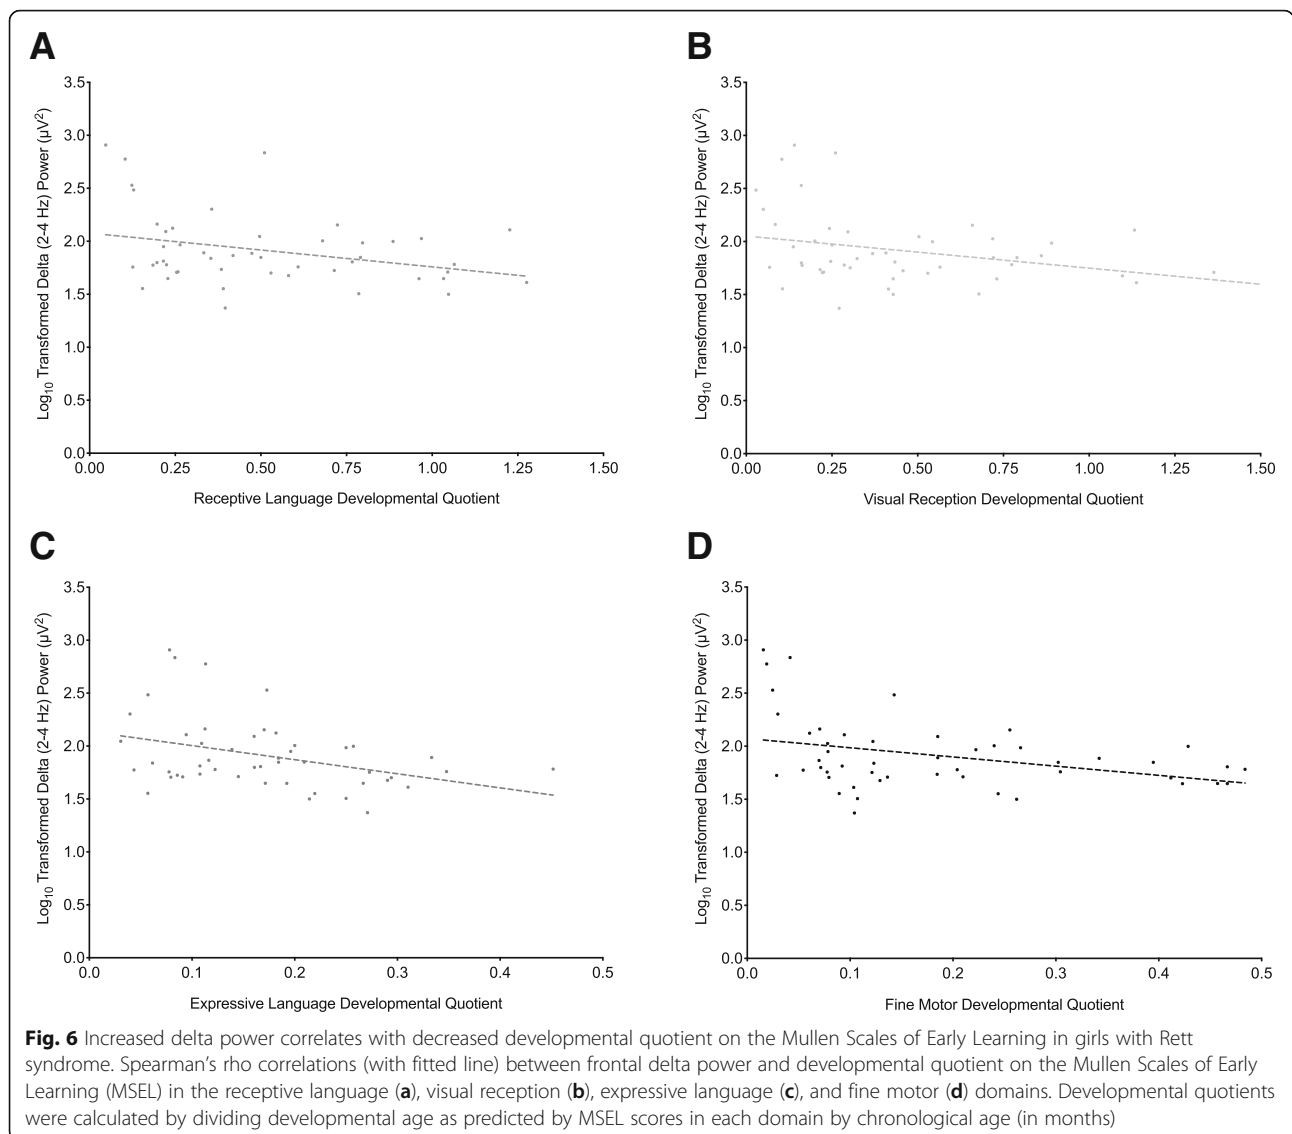 A
3.5
3.0
2.5
2.0
1.5
1.0
0.5
0.0
Log10 Transformed Delta (2-4 Hz) Power (µV²)
0.00 0.25 0.50 0.75 1.00 1.25 1.50
Receptive Language Developmental Quotient
B
3.5
3.0
2.5
2.0
1.5
1.0
0.5
0.0
Log10 Transformed Delta (2-4 Hz) Power (µV²)
0.00 0.25 0.50 0.75 1.00 1.25 1.50
Visual Reception Developmental Quotient
C
3.5
3.0
2.5
2.0
1.5
1.0
0.5
0.0
Log10 Transformed Delta (2-4 Hz) Power (µV²)
0.0 0.1 0.2 0.3 0.4 0.5
Expressive Language Developmental Quotient
D
3.5
3.0
2.5
2.0
1.5
1.0
0.5
0.0
Log10 Transformed Delta (2-4 Hz) Power (µV²)
0.0 0.1 0.2 0.3 0.4 0.5
Fine Motor Developmental Quotient
Fig. 6 Increased delta power correlates with decreased developmental quotient on the Mullen Scales of Early Learning in girls with Rett
syndrome. Spearman's rho correlations (with fitted line) between frontal delta power and developmental quotient on the Mullen Scales of Early
Learning (MSEL) in the receptive language (a), visual reception (b), expressive language (c), and fine motor (d) domains. Developmental quotients
were calculated by dividing developmental age as predicted by MSEL scores in each domain by chronological age (in months)